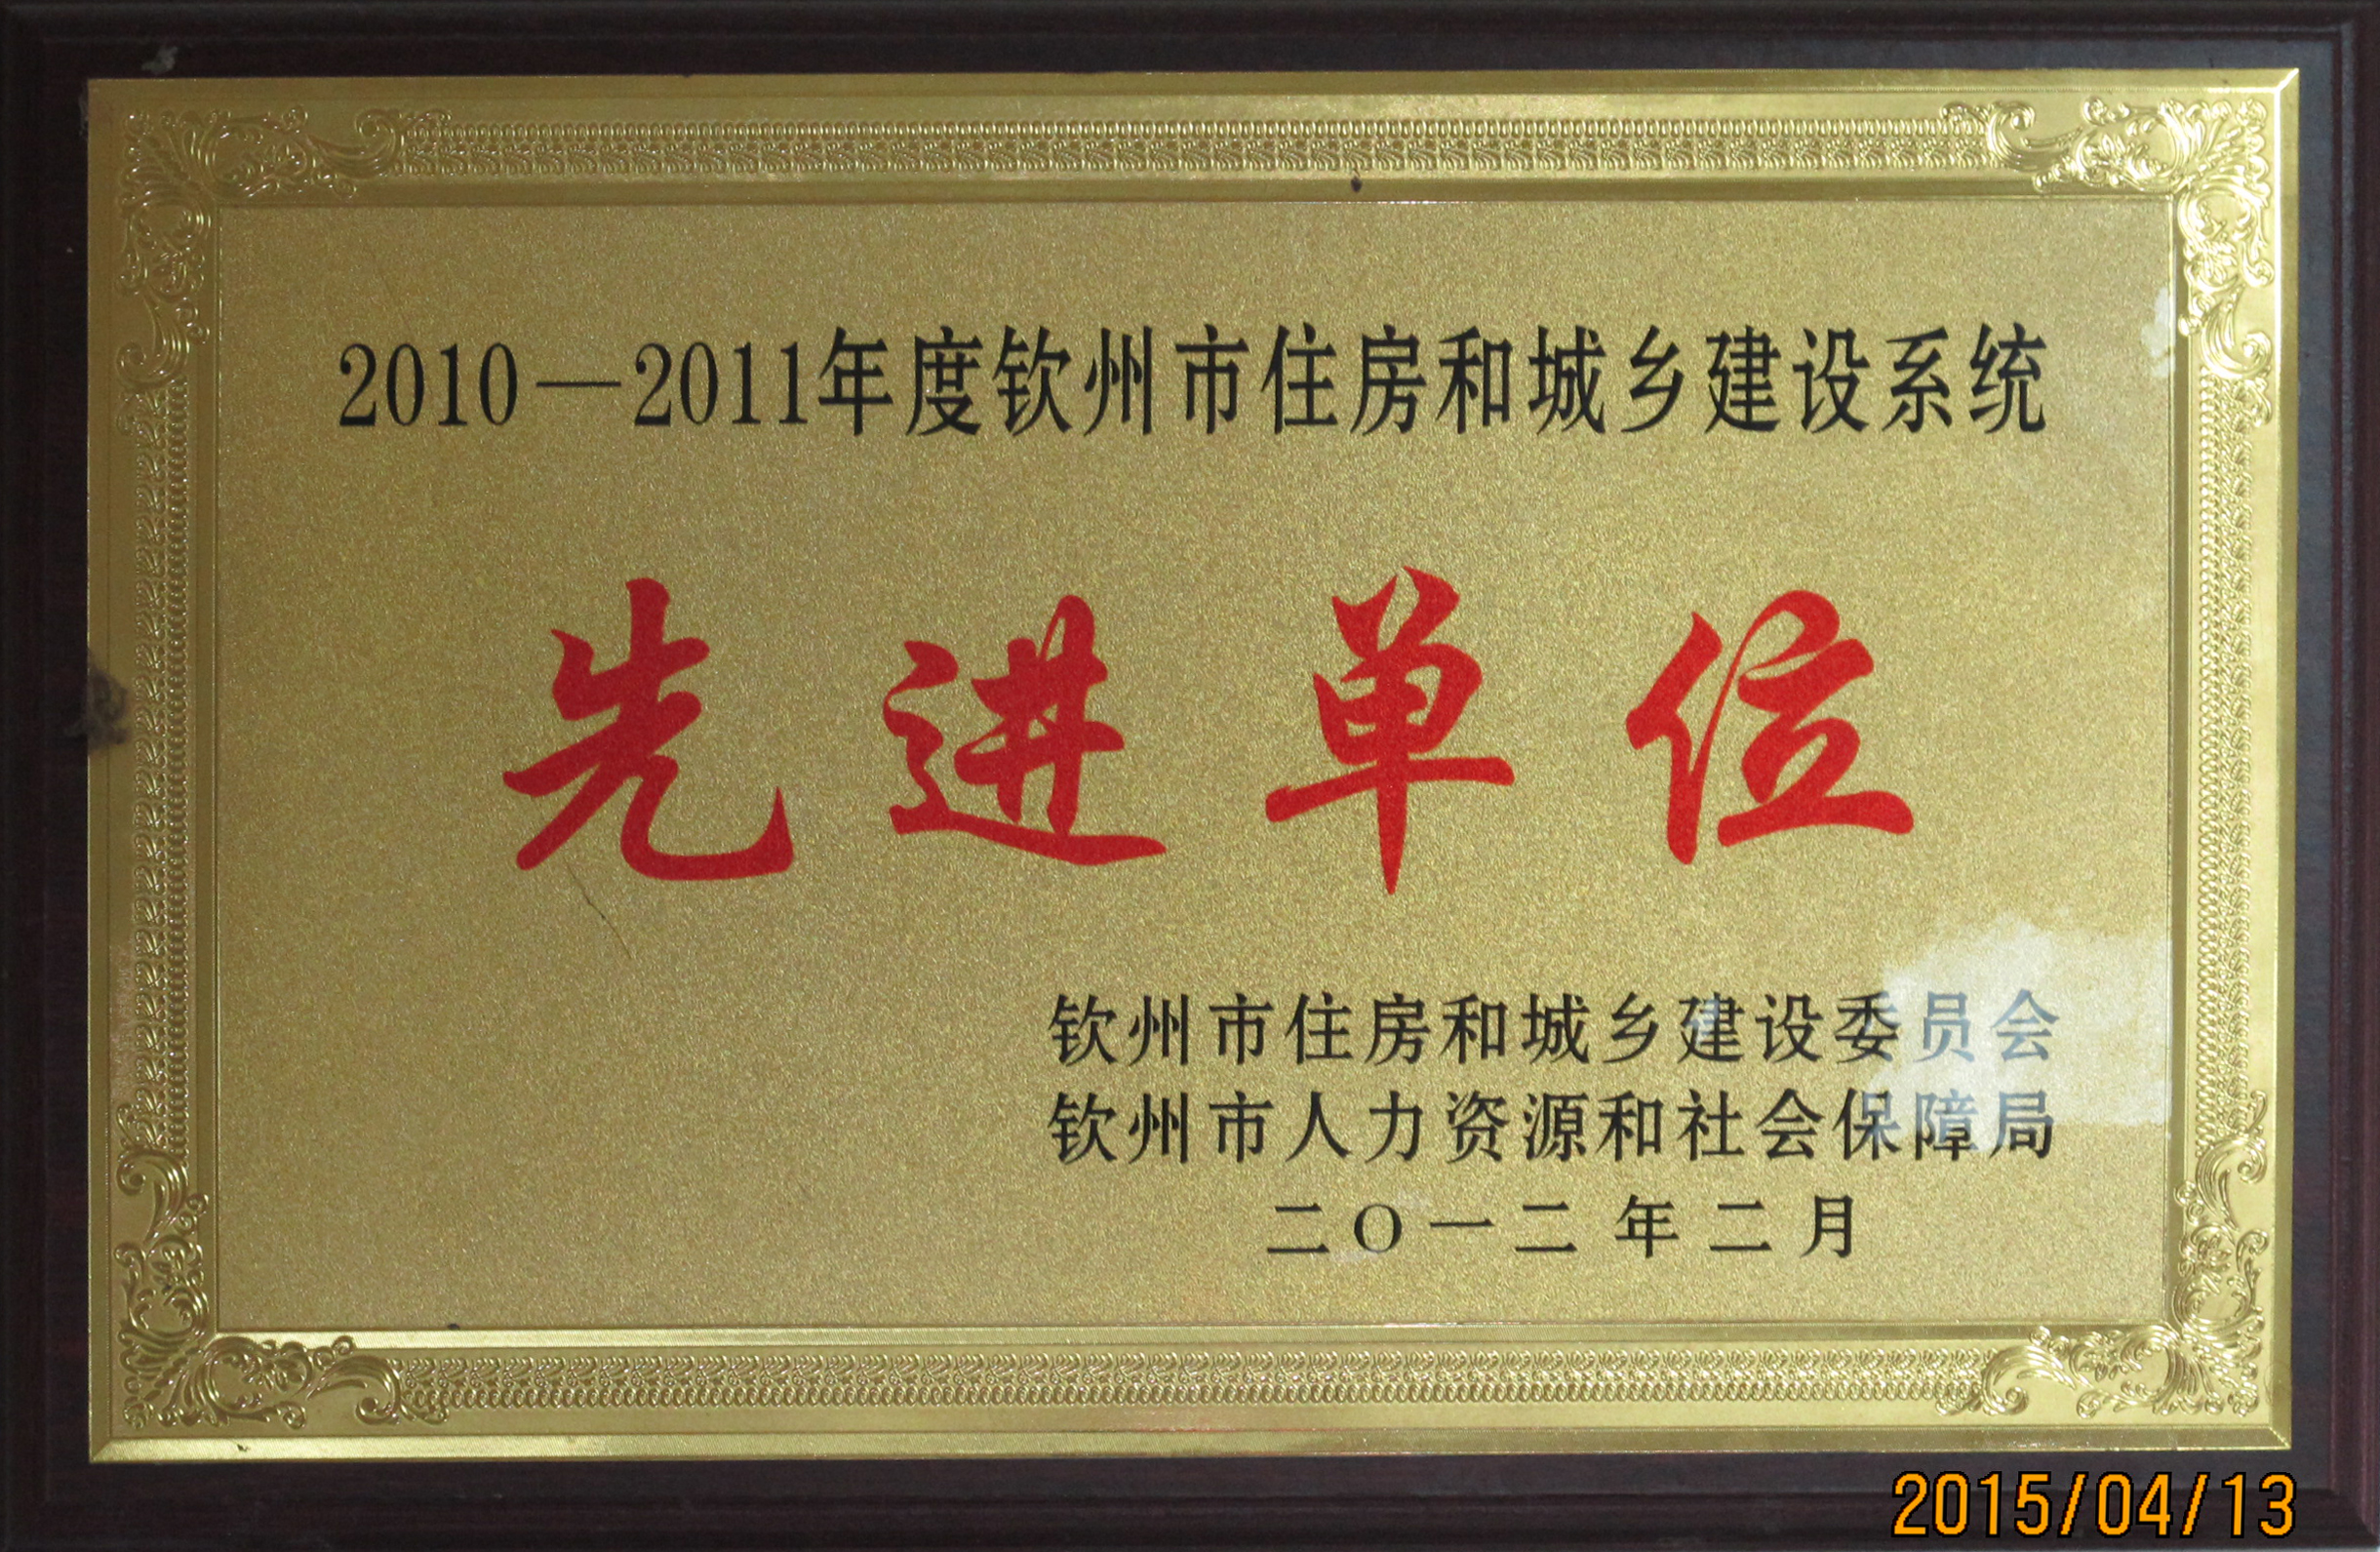 2010—2011年度钦州市住房和城乡建设系统
先进单位
钦州市住房和城乡建设委员会
钦州市人力资源和社会保障局
二〇一二年二月
2015/04/13